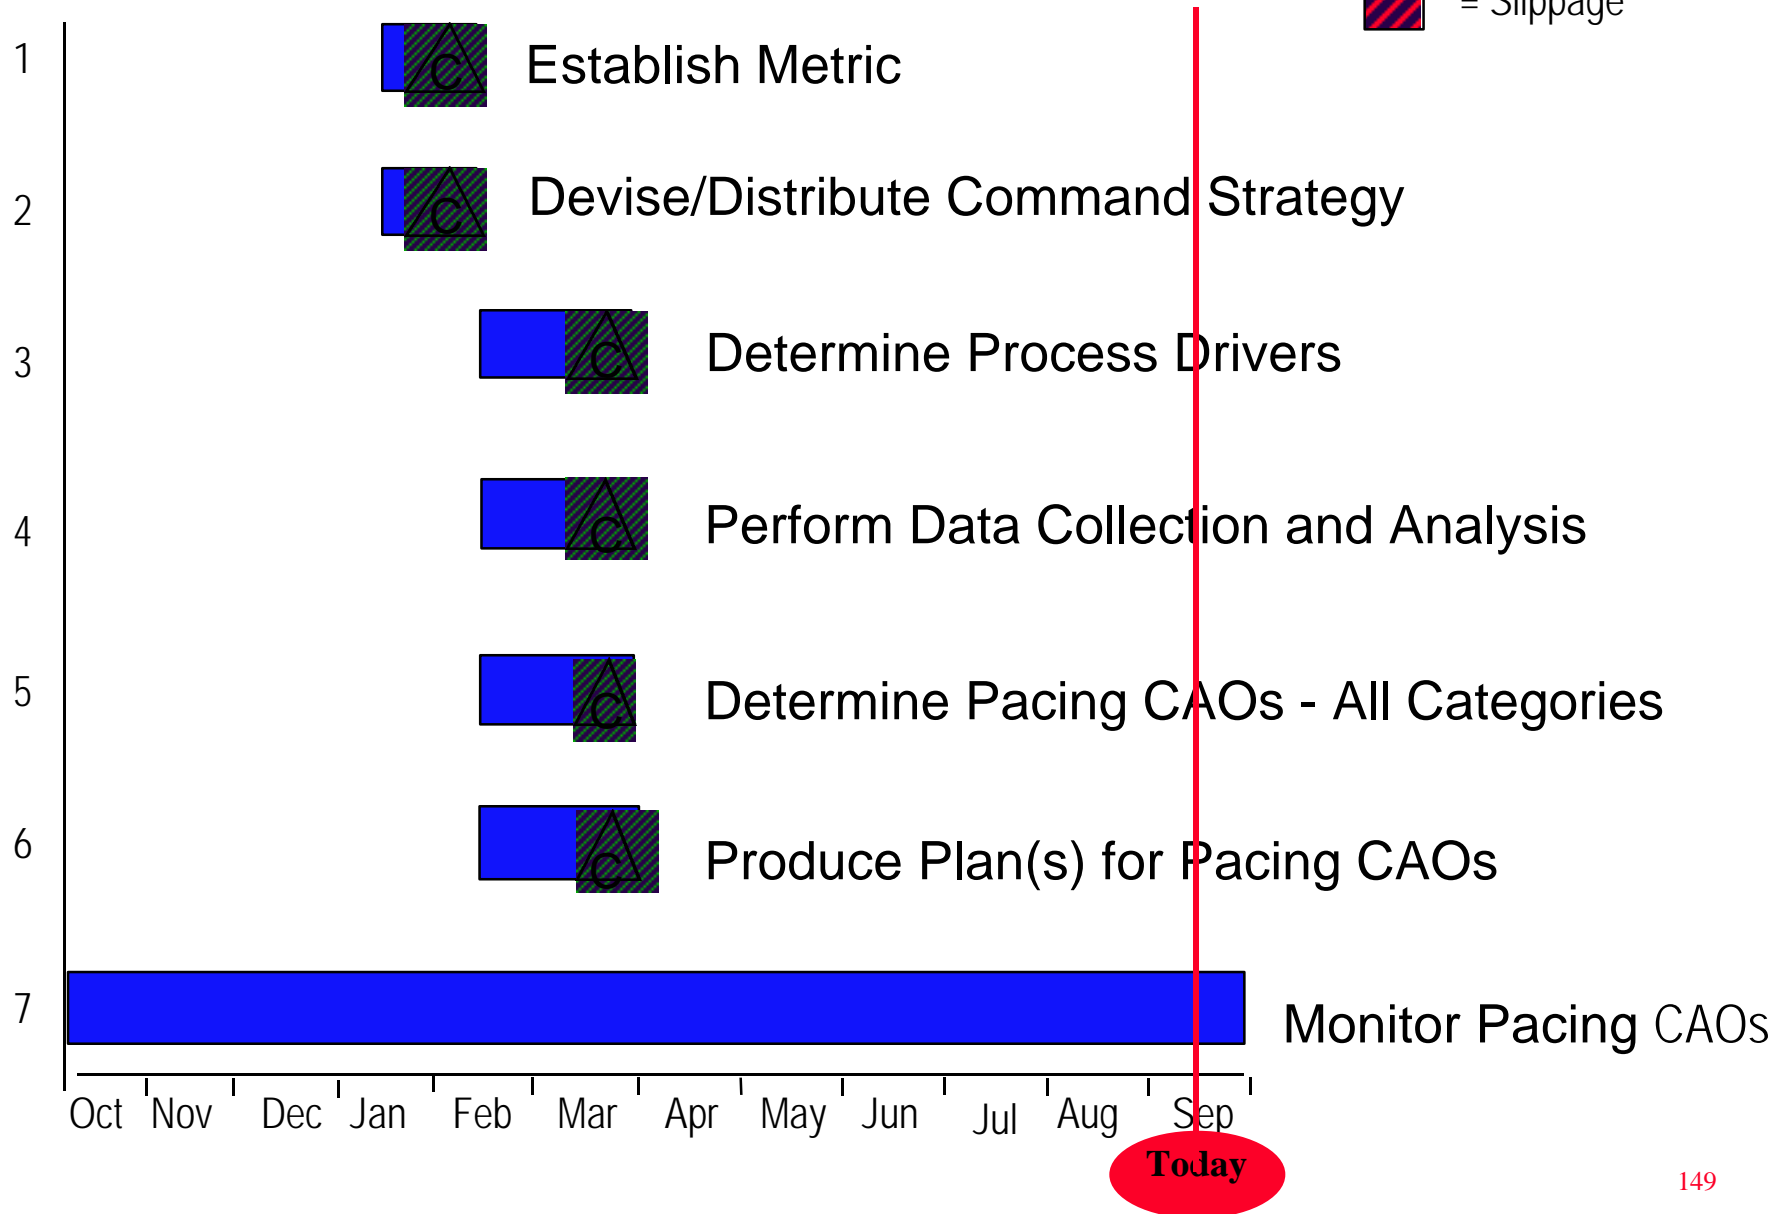 = Slippage
1 C Establish Metric
2 C Devise/Distribute Command Strategy
3 C Determine Process Drivers
4 C Perform Data Collection and Analysis
5 C Determine Pacing CAOs - All Categories
6 C Produce Plan(s) for Pacing CAOs
7 Monitor Pacing CAOs
Oct Nov Dec Jan Feb Mar Apr May Jun Jul Aug Sep
Today
149